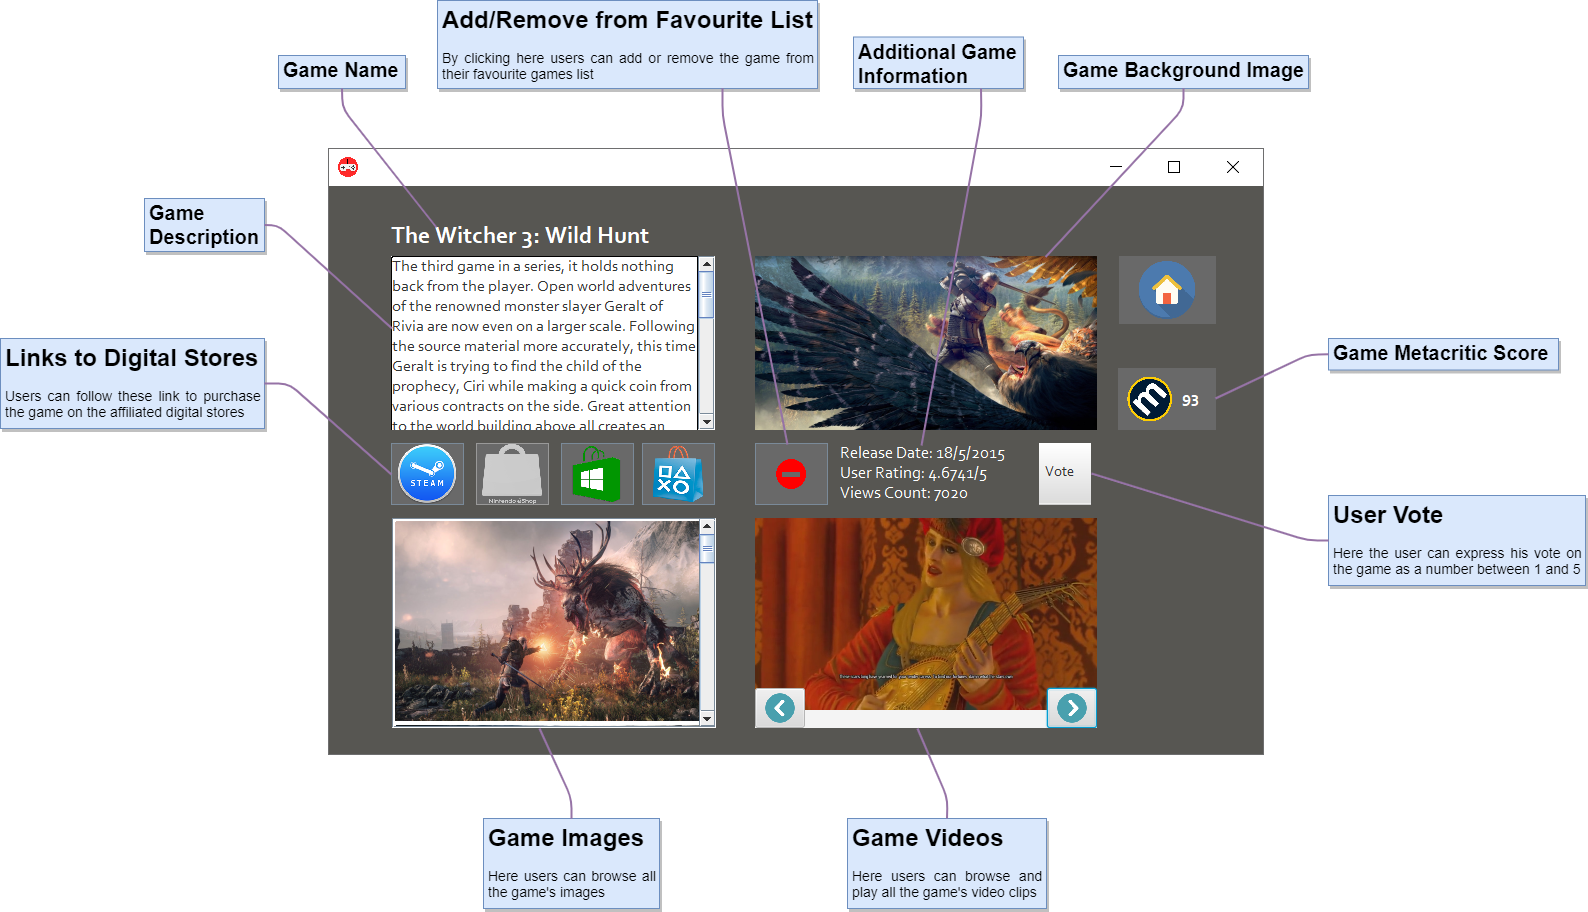 Add/Remove from Favourite List
By clicking here users can add or remove the game from
their favourite games list
Game Name
Additional Game
Information
Game Background Image
Game
Description
The Witcher 3: Wild Hunt
The third game in a series, it holds nothing
back from the player. Open world adventures
of the renowned monster slayer Geralt of
Rivia are now even on a larger scale. Following
the source material more accurately, this time
Geralt is trying to find the child of the
prophecy, Ciri while making a quick coin from
various contracts on the side. Great attention
to the world building above all creates an
Links to Digital Stores
Users can follow these link to purchase
the game on the affiliated digital stores
Game Metacritic Score
m 93
STEAM
Nintendo eShop
Release Date: 18/5/2015
User Rating: 4.6741/5
Views Count: 7020
Vote
User Vote
Here the user can express his vote on
the game as a number between 1 and 5
Game Images
Here users can browse all
the game's images
Game Videos
Here users can browse and
play all the game's video clips